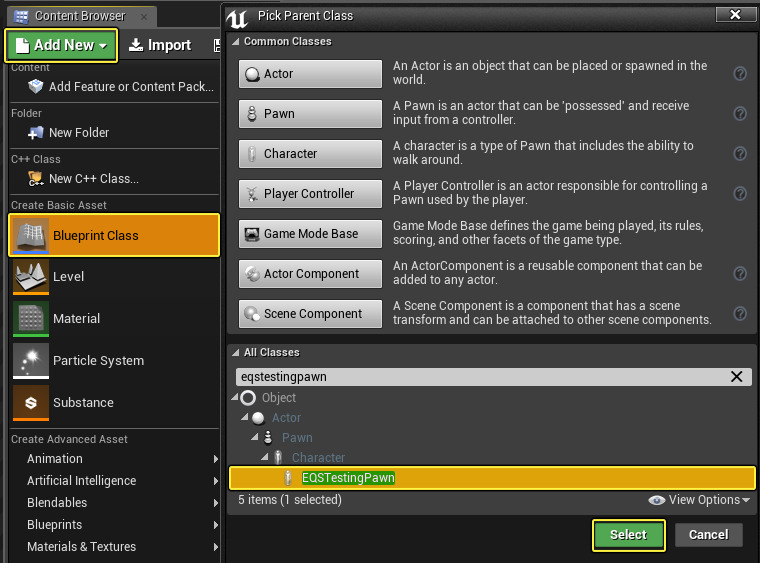 Content Browser
Add New
Import
Content
Add Feature or Content Pack...
Folder
New Folder
C++ Class
New C++ Class...
Create Basic Asset
Blueprint Class
Level
Material
Particle System
Substance
Create Advanced Asset
Animation
Artificial Intelligence
Blendables
Blueprints
Materials & Textures
Pick Parent Class
Common Classes
Actor
An Actor is an object that can be placed or spawned in the
world.
Pawn
A Pawn is an actor that can be 'possessed' and receive
input from a controller.
Character
A character is a type of Pawn that includes the ability to
walk around.
Player Controller
A Player Controller is an actor responsible for controlling a
Pawn used by the player.
Game Mode Base
Game Mode Base defines the game being played, its rules,
scoring, and other facets of the game type.
Actor Component
An ActorComponent is a reusable component that can be
added to any actor.
Scene Component
A Scene Component is a component that has a scene
transform and can be attached to other scene components.
All Classes
eqstestingpawn
Object
Actor
Pawn
Character
EQSTestingPawn
5 items (1 selected)
View Options
Select
Cancel